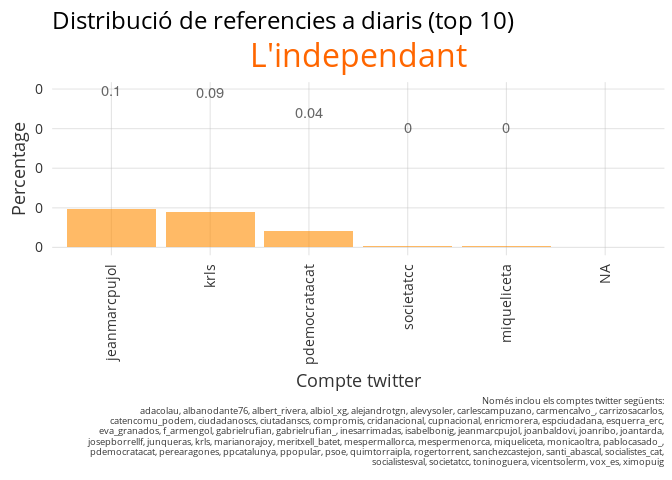 Distribució de referencies a diaris (top 10)
L'independant
Percentage
0
0
0
0
0
0.1
0.09
0.04
0
0
jeanmarcpujol
krls
pdemocratacat
societatcc
miqueliceta
NA
Compte twitter
Només inclou els comptes twitter següents:
adacolau, albanodante76, albert_rivera, albiol_xg, alejandrotgn, alevysoler, carlescampuzano, carmencalvo_, carrizosacarlos,
catencomu_podem, ciudadanoscs, ciutadanscs, compromis, cridanacional, cupnacional, enricmorera, espciudadana, esquerra_erc,
eva_granados, f_armengol, gabrielrufian, gabrielrufian_, inesarrimadas, isabelbonig, jeanmarcpujol, joanbaldovi, joanribo, joantarda,
josepborrellf, junqueras, krls, marianorajoy, meritxell_batet, mespermallorca, mespermenorca, miqueliceta, monicaoltra, pablocasado_,
pdemocratacat, perearagones, ppcatalunya, ppopular, psoe, quimtorraipla, rogertorrent, sanchezcastejon, santi_abascal, socialistes_cat,
socialistesval, societatcc, toninoguera, vicentsolerm, vox_es, ximopuig